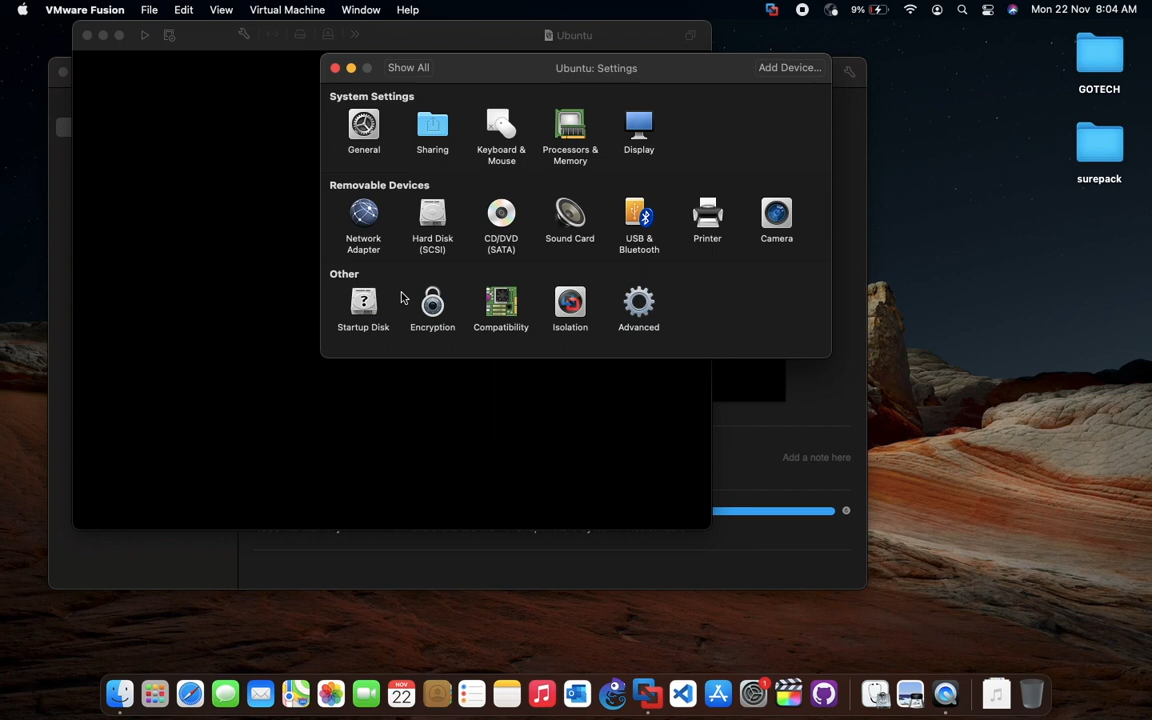 VMware Fusion File Edit View Virtual Machine Window Help 9% Mon 22 Nov 8:04 AM
Ubuntu
GOTECH
surepack
Show All Ubuntu: Settings Add Device...
System Settings
General Sharing Keyboard & Mouse Processors & Memory Display
Removable Devices
Network Adapter Hard Disk (SCSI) CD/DVD (SATA) Sound Card USB & Bluetooth Printer Camera
Other
Startup Disk Encryption Compatibility Isolation Advanced
Add a note here
NOV
22
1